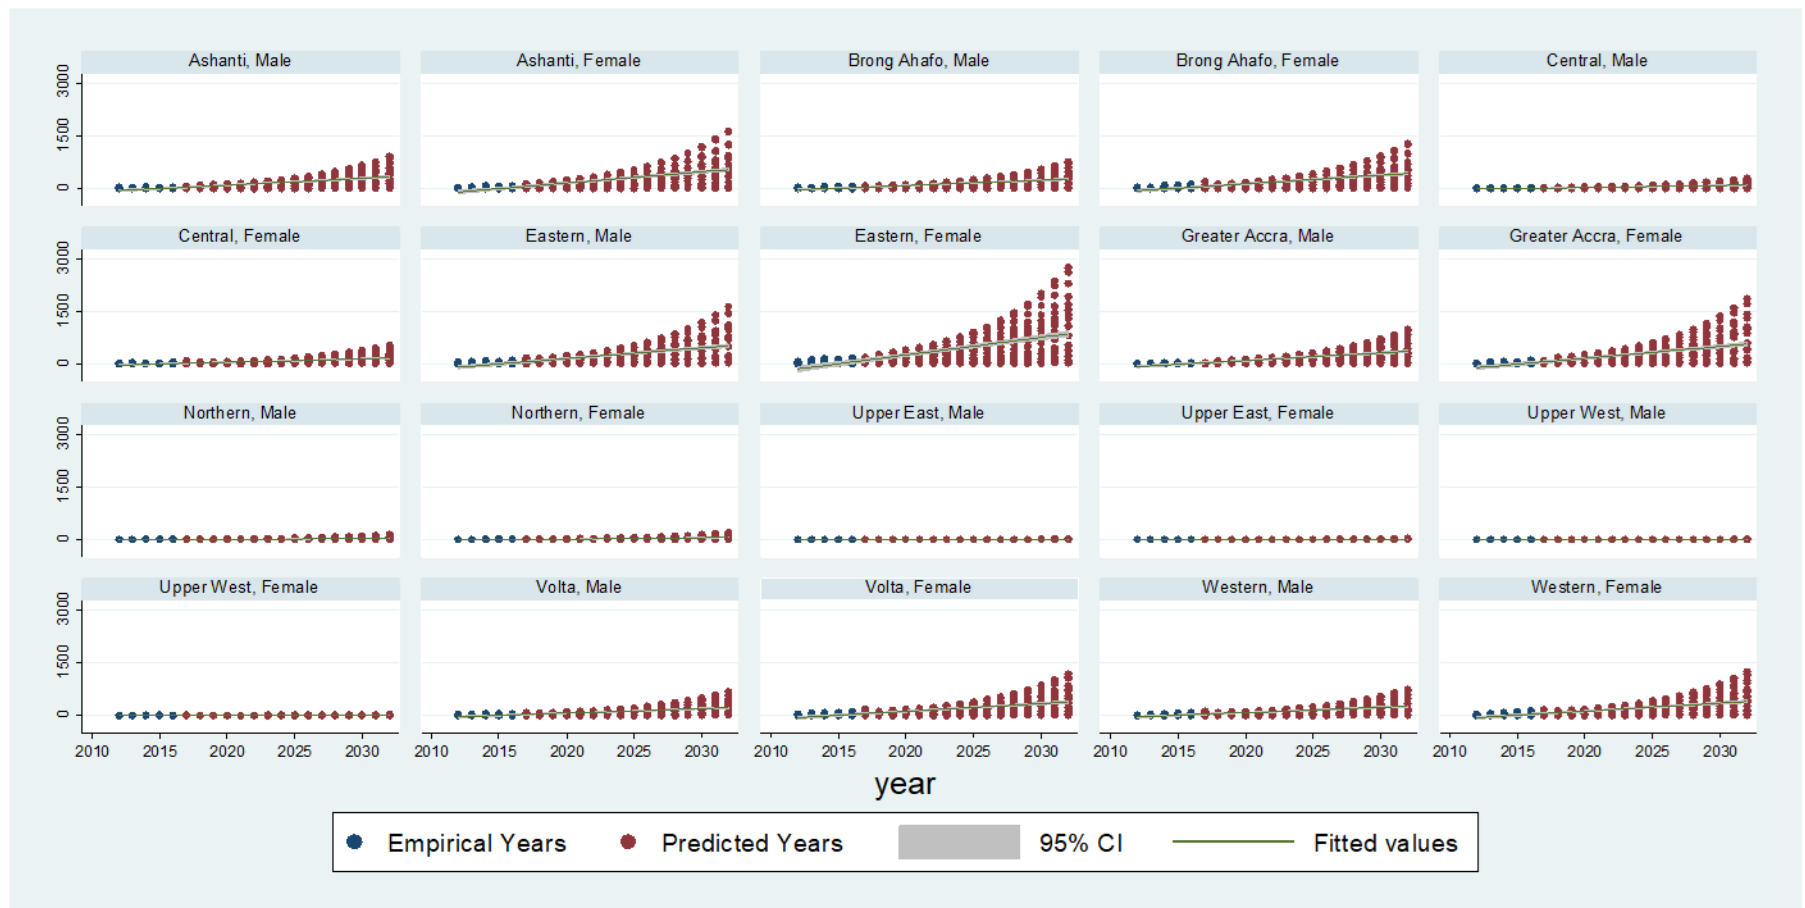 Ashanti, Male Ashanti, Female Brong Ahafo, Male Brong Ahafo, Female Central, Male
3000
1500
0
Central, Female Eastern, Male Eastern, Female Greater Accra, Male Greater Accra, Female
3000
1500
0
Northern, Male Northern, Female Upper East, Male Upper East, Female Upper West, Male
3000
1500
0
Upper West, Female Volta, Male Volta, Female Western, Male Western, Female
3000
1500
0
2010 2015 2020 2025 2030 2010 2015 2020 2025 2030 2010 2015 2020 2025 2030 2010 2015 2020 2025 2030 2010 2015 2020 2025 2030
year
Empirical Years Predicted Years 95% CI Fitted values